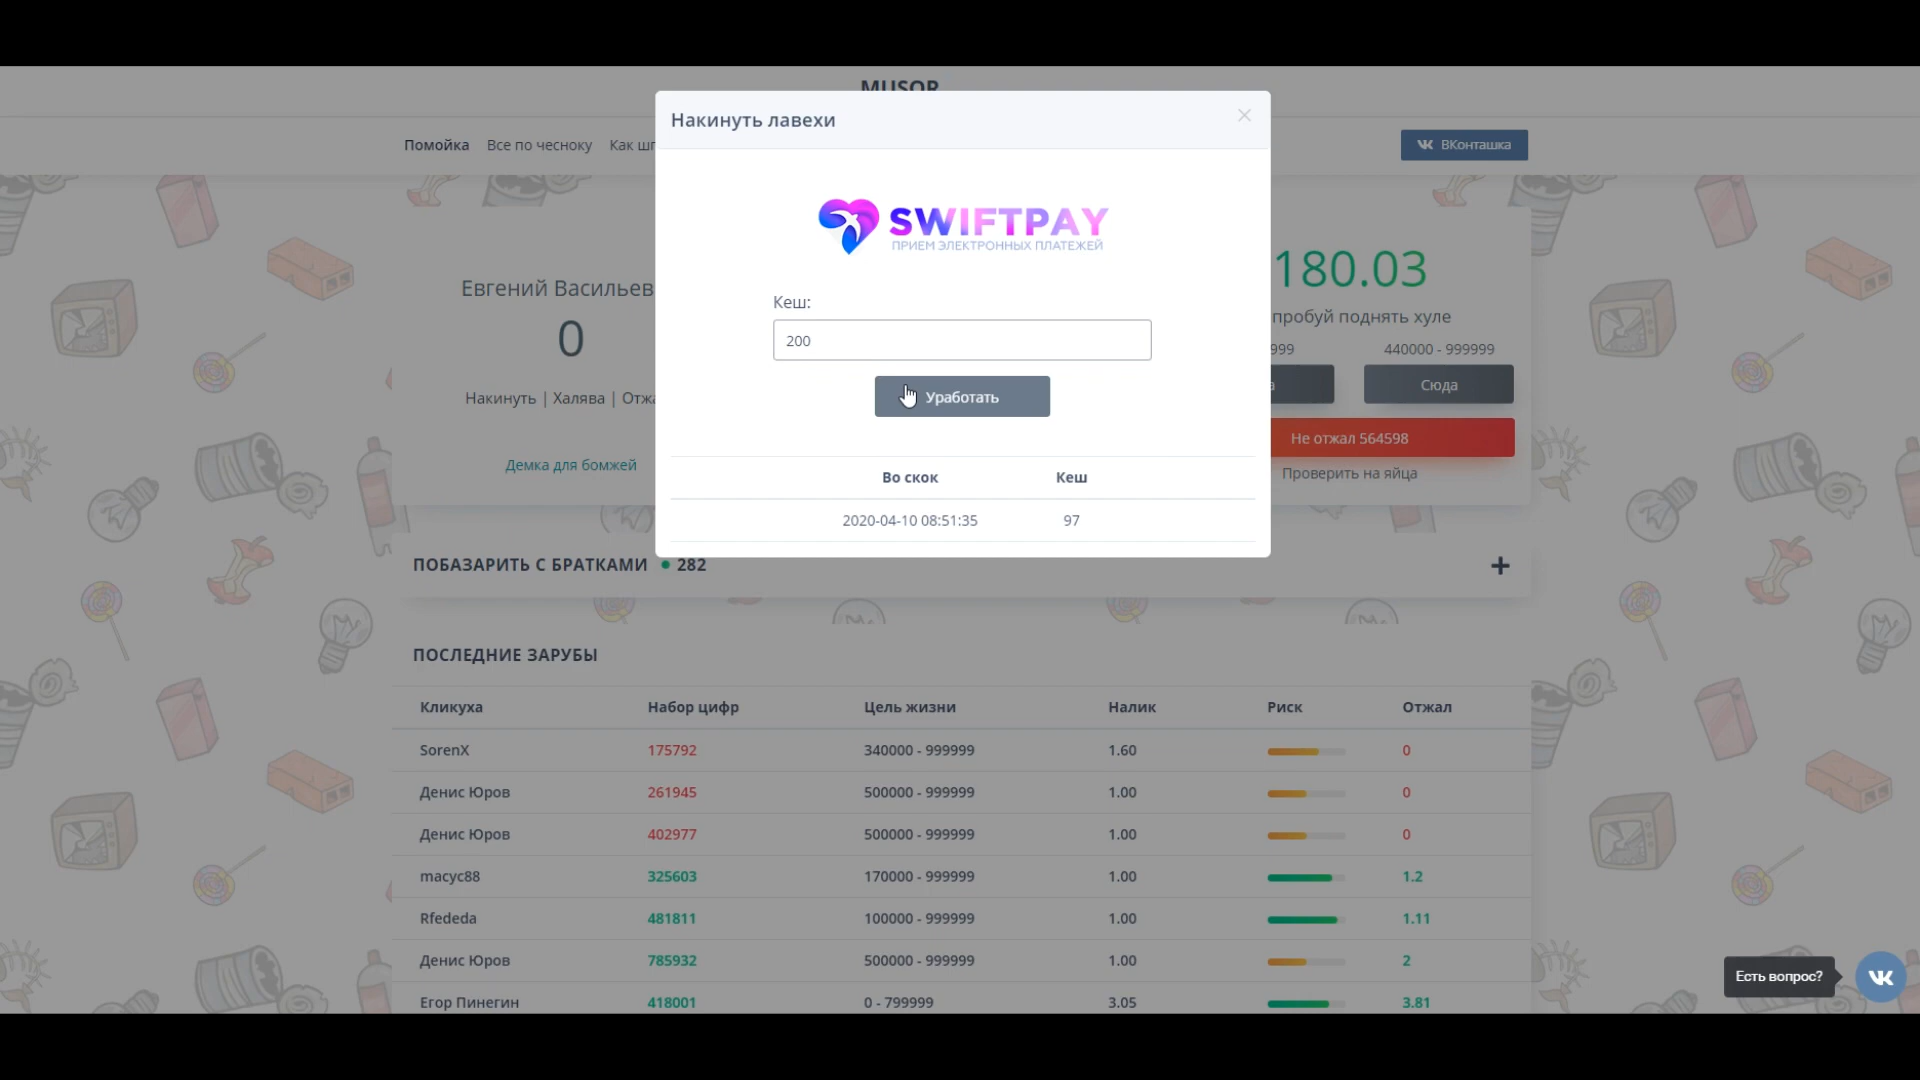 MUSOR
Накинуть лавехи
Помойка Все по чесноку Как
ВКонташка
SWIFTPAY
ПРИЕМ ЭЛЕКТРОННЫХ ПЛАТЕЖЕЙ
Евгений Васильев
0
180.03
Кеш:
200
пробуй поднять хуле
999 440000 - 999999
Сюда
Уработать
Накинуть | Халява | Отжа
Не отжал 564598
Демка для бомжей
Проверить на яйца
Во скок Кеш
2020-04-10 08:51:35 97
ПОБАЗАРИТЬ С БРАТКАМИ 282
ПОСЛЕДНИЕ ЗАРУБЫ
Кликуха Набор цифр Цель жизни Налик Риск Отжал
SorenX 175792 340000 - 999999 1.60 0
Денис Юров 261945 500000 - 999999 1.00 0
Денис Юров 402977 500000 - 999999 1.00 0
macyc88 325603 170000 - 999999 1.00 1.2
Rfededa 481811 100000 - 999999 1.00 1.11
Денис Юров 785932 500000 - 999999 1.00 2
Есть вопрос?
Егор Пинегин 418001 0 - 799999 3.05 3.81